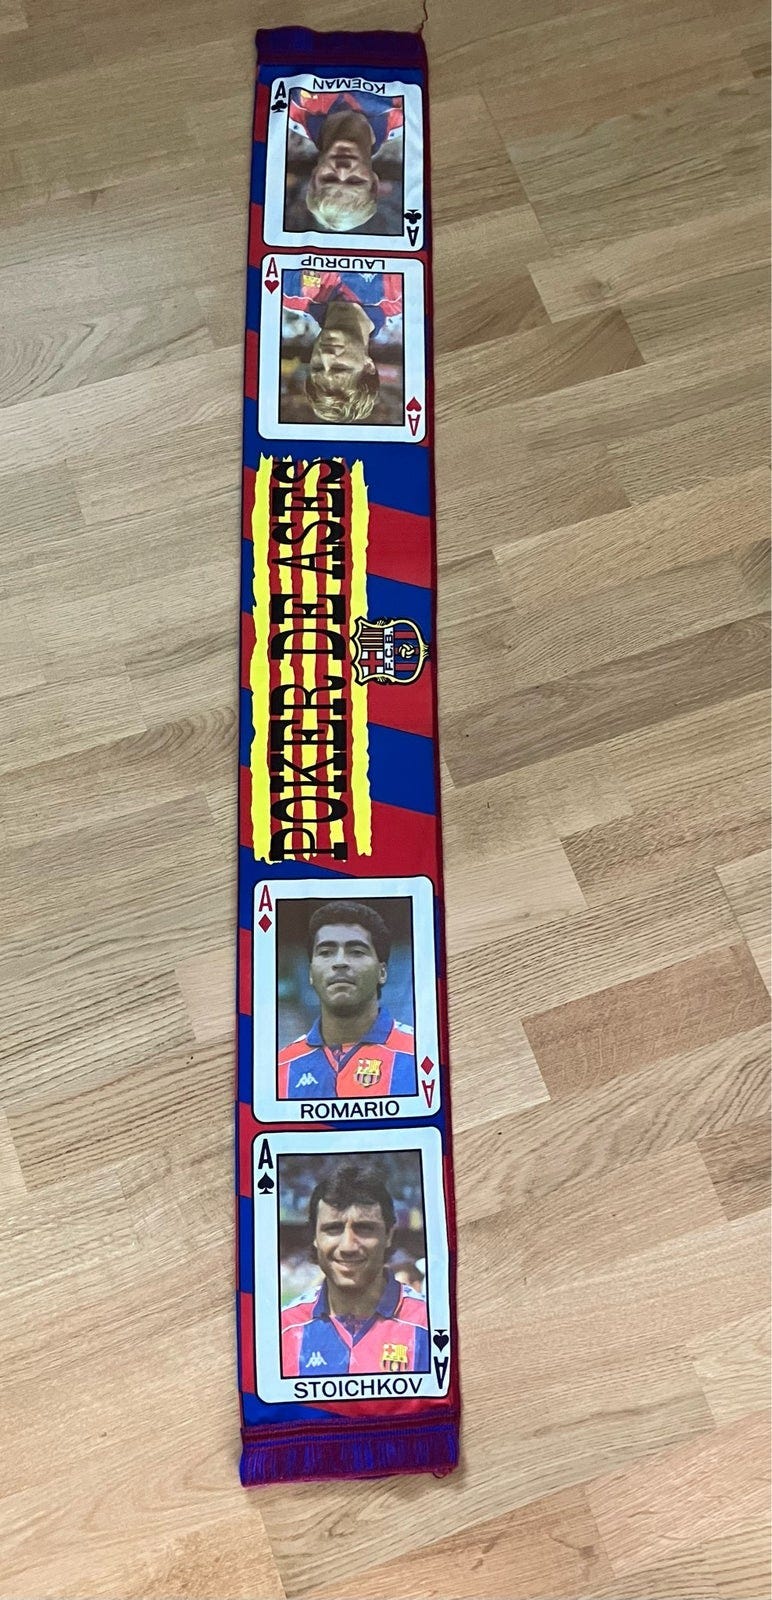 A
KOEMAN
A
A
LAUDRUP
A
POKER DE ASES
F.C.B.
A
A
ROMARIO
A
A
STOICHKOV